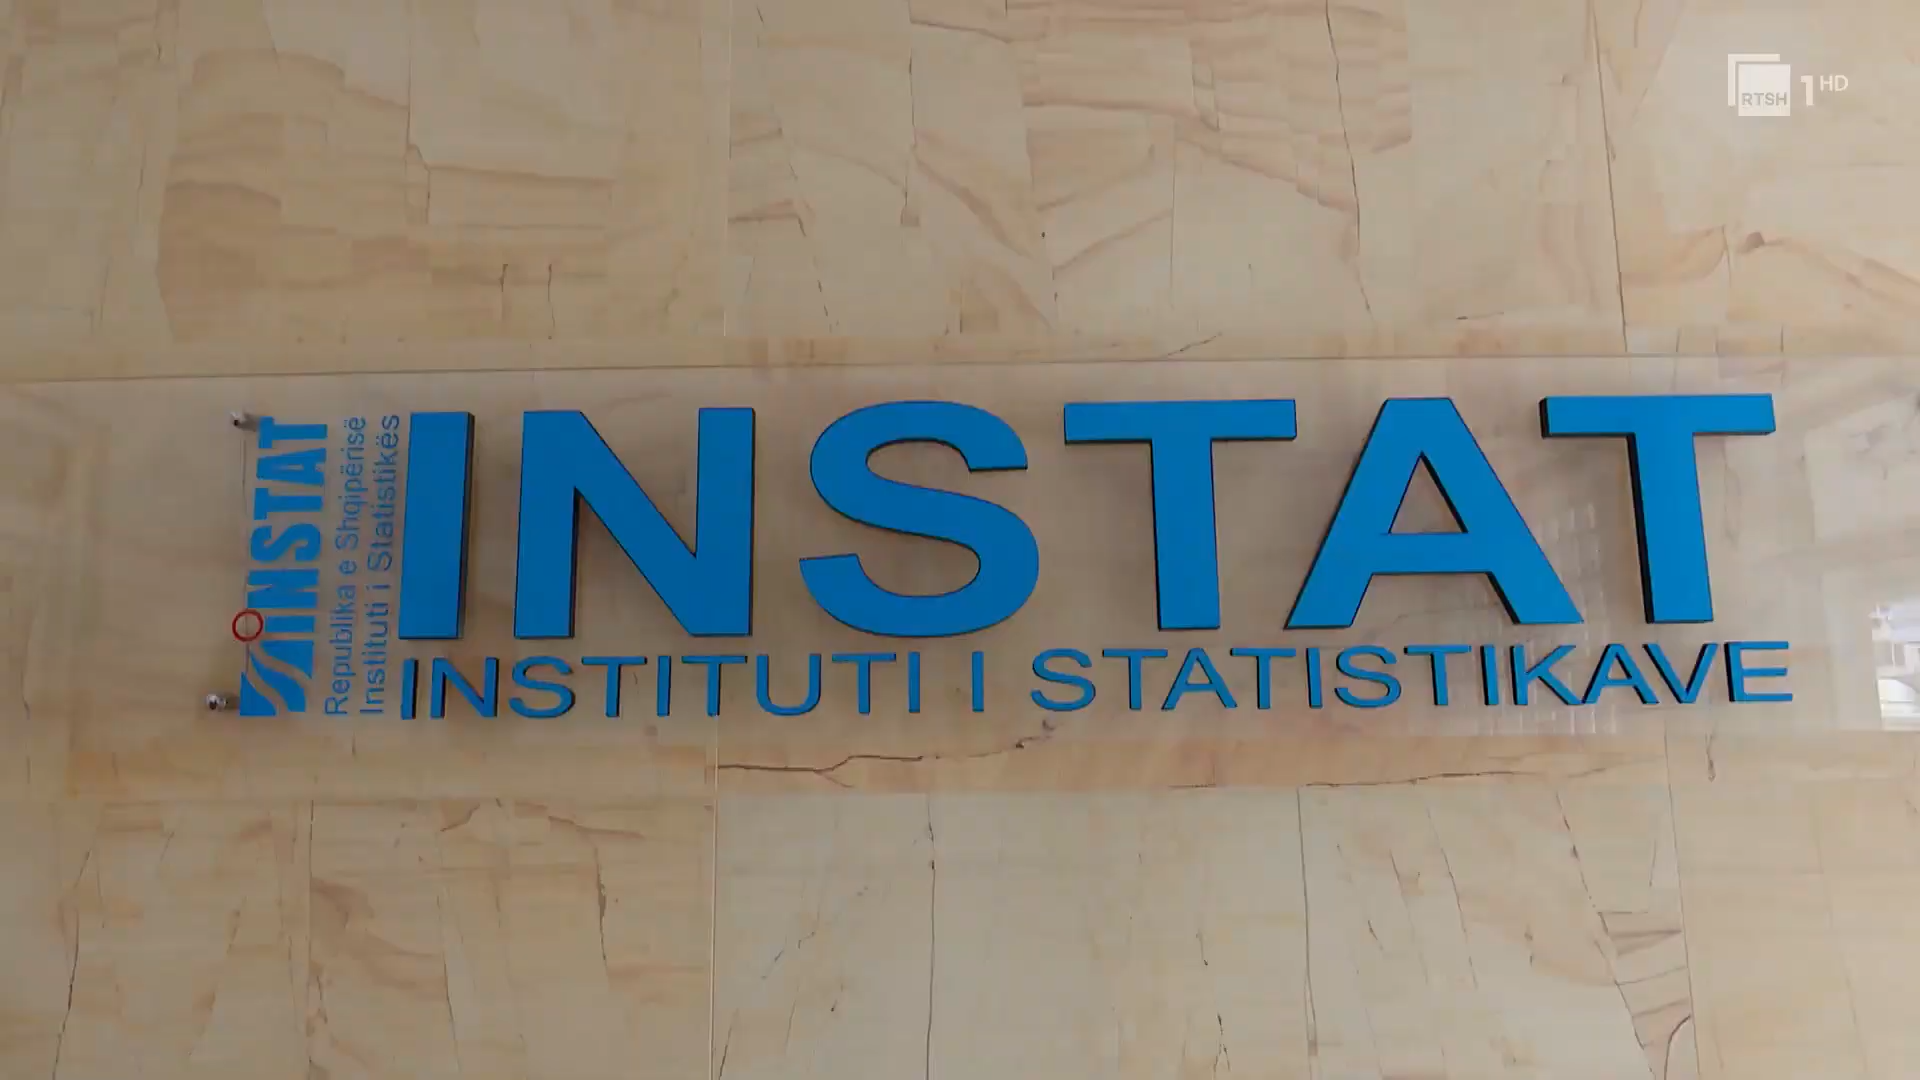 INSTAT
Republika e Shqipërisë
Instituti i Statistikës
INSTAT
INSTITUTI I STATISTIKAVE
RTSH 1 HD